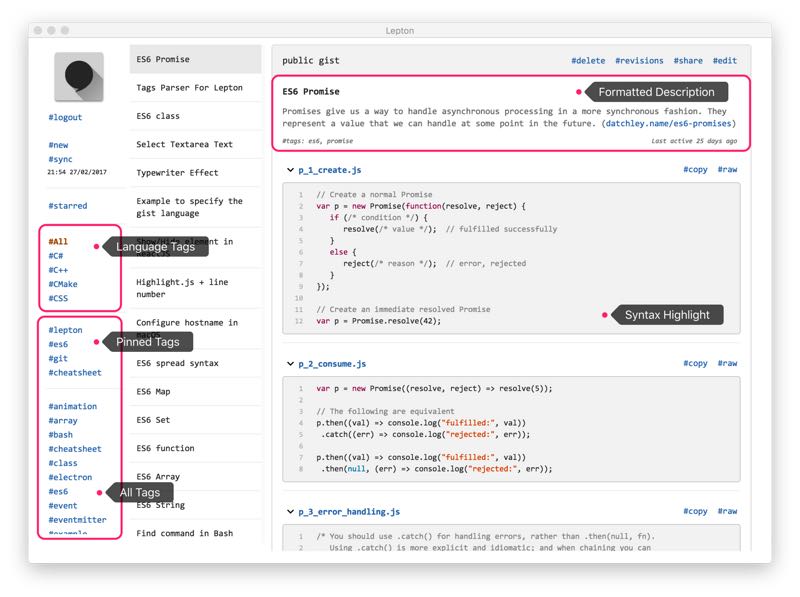 Lepton
#logout
#new
#sync
21:54 27/02/2017
#starred
#All
#C#
#C++
#CMake
#CSS
Language Tags
#lepton
#es6
#git
#cheatsheet
Pinned Tags
#animation
#array
#bash
#cheatsheet
#class
#electron
#es6
#event
#eventmitter
#example
All Tags
ES6 Promise
Tags Parser For Lepton
ES6 class
Select Textarea Text
Typewriter Effect
Example to specify the
gist language
Show/Hide element in
Highlight.js + line
number
Configure hostname in
ES6 spread syntax
ES6 Map
ES6 Set
ES6 function
ES6 Array
ES6 String
Find command in Bash
public gist
#delete #revisions #share #edit
ES6 Promise
Formatted Description
Promises give us a way to handle asynchronous processing in a more synchronous fashion. They
represent a value that we can handle at some point in the future. (datchley.name/es6-promises)
#tags: es6, promise
Last active 25 days ago
p_1_create.js
#copy #raw
1 // Create a normal Promise
2 var p = new Promise(function(resolve, reject) {
3 if (/* condition */) {
4 resolve(/* value */); // fulfilled successfully
5 }
6 else {
7 reject(/* reason */); // error, rejected
8 }
9 });
10
11 // Create an immediate resolved Promise
12 var p = Promise.resolve(42);
Syntax Highlight
p_2_consume.js
#copy #raw
1 var p = new Promise((resolve, reject) => resolve(5));
2
3 // The following are equivalent
4 p.then((val) => console.log("fulfilled:", val))
5 .catch((err) => console.log("rejected:", err));
6
7 p.then((val) => console.log("fulfilled:", val))
8 .then(null, (err) => console.log("rejected:", err));
p_3_error_handling.js
#copy #raw
1 /* You should use .catch() for handling errors, rather than .then(null, fn).
2 Using .catch() is more explicit and idiomatic; and when chaining you can